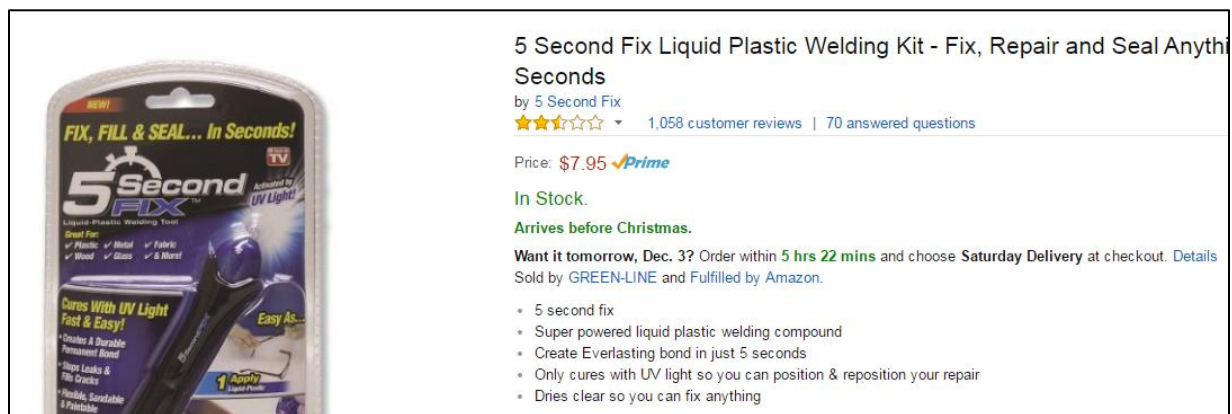 NEW!
FIX, FILL & SEAL... In Seconds!
TV
5 Second
FIX™
Activated by
UV Light!
Liquid-Plastic Welding Tool
Great For:
✓ Plastic ✓ Metal ✓ Fabric
✓ Wood ✓ Glass ✓ & More!
Cures With UV Light
Fast & Easy!
• Creates A Durable
Permanent Bond
• Stops Leaks &
Fills Cracks
• Flexible, Sandable
& Paintable
5 Second FIX
Easy As...
1 Apply
Liquid-Plastic
5 Second Fix Liquid Plastic Welding Kit - Fix, Repair and Seal Anythi
Seconds
by 5 Second Fix
1,058 customer reviews | 70 answered questions
Price: $7.95 Prime
In Stock.
Arrives before Christmas.
Want it tomorrow, Dec. 3? Order within 5 hrs 22 mins and choose Saturday Delivery at checkout. Details
Sold by GREEN-LINE and Fulfilled by Amazon.
• 5 second fix
• Super powered liquid plastic welding compound
• Create Everlasting bond in just 5 seconds
• Only cures with UV light so you can position & reposition your repair
• Dries clear so you can fix anything